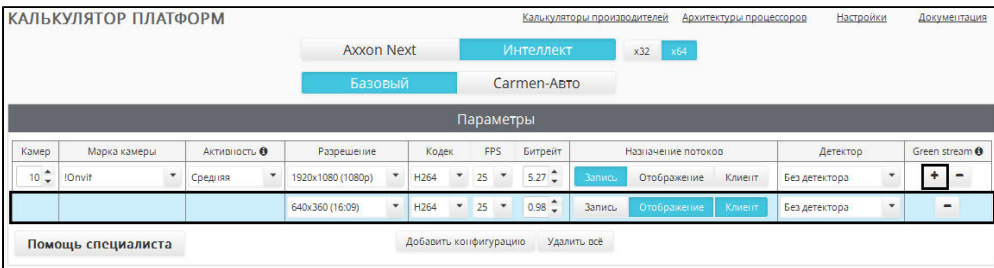 КАЛЬКУЛЯТОР ПЛАТФОРМ Калькуляторы производителей Архитектуры процессоров Настройки Документация
Axxon Next Интеллект x32 x64
Базовый Carmen-Авто
Параметры
Камер Марка камеры Активность Разрешение Кодек FPS Битрейт Назначение потоков Детектор Green stream
10 !Onvif Средняя 1920x1080 (1080p) H264 25 5.27 Запись Отображение Клиент Без детектора + -
640x360 (16:09) H264 25 0.98 Запись Отображение Клиент Без детектора -
Помощь специалиста Добавить конфигурацию Удалить всё